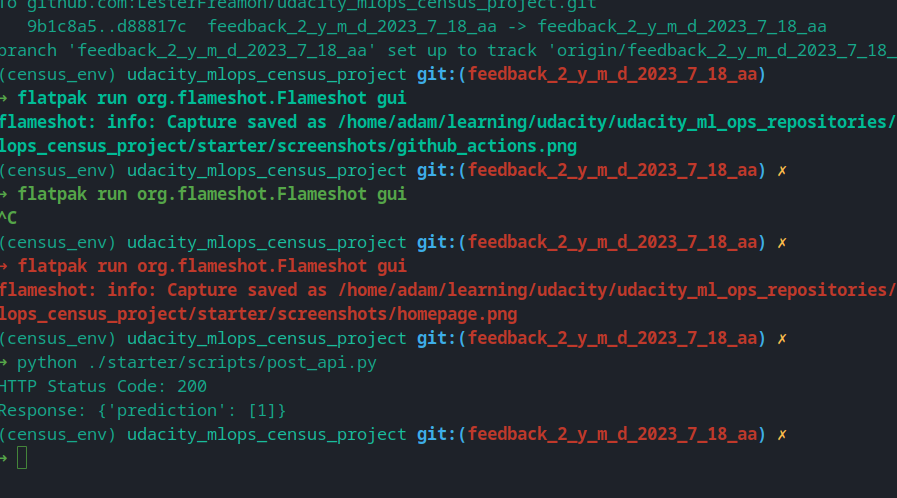 To github.com:LesterFreamon/udacity_mlops_census_project.git
9b1c8a5..d88817c  feedback_2_y_m_d_2023_7_18_aa -> feedback_2_y_m_d_2023_7_18_aa
branch 'feedback_2_y_m_d_2023_7_18_aa' set up to track 'origin/feedback_2_y_m_d_2023_7_18_
(census_env) udacity_mlops_census_project git:(feedback_2_y_m_d_2023_7_18_aa)
→ flatpak run org.flameshot.Flameshot gui
flameshot: info: Capture saved as /home/adam/learning/udacity/udacity_ml_ops_repositories/
lops_census_project/starter/screenshots/github_actions.png
(census_env) udacity_mlops_census_project git:(feedback_2_y_m_d_2023_7_18_aa) ✗
→ flatpak run org.flameshot.Flameshot gui
^C
(census_env) udacity_mlops_census_project git:(feedback_2_y_m_d_2023_7_18_aa) ✗
→ flatpak run org.flameshot.Flameshot gui
flameshot: info: Capture saved as /home/adam/learning/udacity/udacity_ml_ops_repositories/
lops_census_project/starter/screenshots/homepage.png
(census_env) udacity_mlops_census_project git:(feedback_2_y_m_d_2023_7_18_aa) ✗
→ python ./starter/scripts/post_api.py
HTTP Status Code: 200
Response: {'prediction': [1]}
(census_env) udacity_mlops_census_project git:(feedback_2_y_m_d_2023_7_18_aa) ✗
→